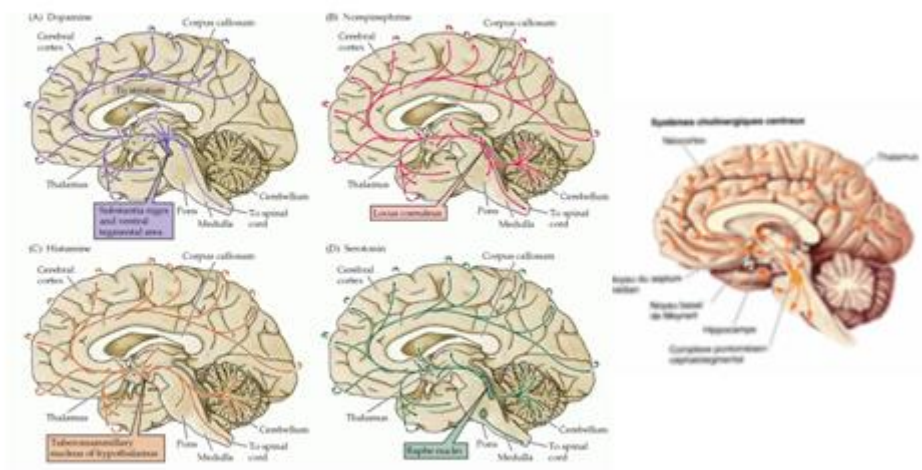 (A) Dopamine
Corpus callosum
Cerebral
cortex
To striatum
Thalamus
Substantia nigra
and ventral
tegmental area
Pons
Medulla
To spinal
cord
Cerebellum
(B) Norepinephrine
Corpus callosum
Cerebral
cortex
Thalamus
Locus coeruleus
Pons
Medulla
To spinal
cord
Cerebellum
(C) Histamine
Corpus callosum
Cerebral
cortex
Thalamus
Tuberomammillary
nucleus of hypothalamus
Pons
Medulla
To spinal
cord
Cerebellum
(D) Serotonin
Corpus callosum
Cerebral
cortex
Thalamus
Raphe nuclei
Pons
Medulla
To spinal
cord
Cerebellum
Systèmes cholinergiques centraux
Néocortex
Thalamus
Noyau du septum
Noyau basal
de Meynert
Hippocampe
Complexe